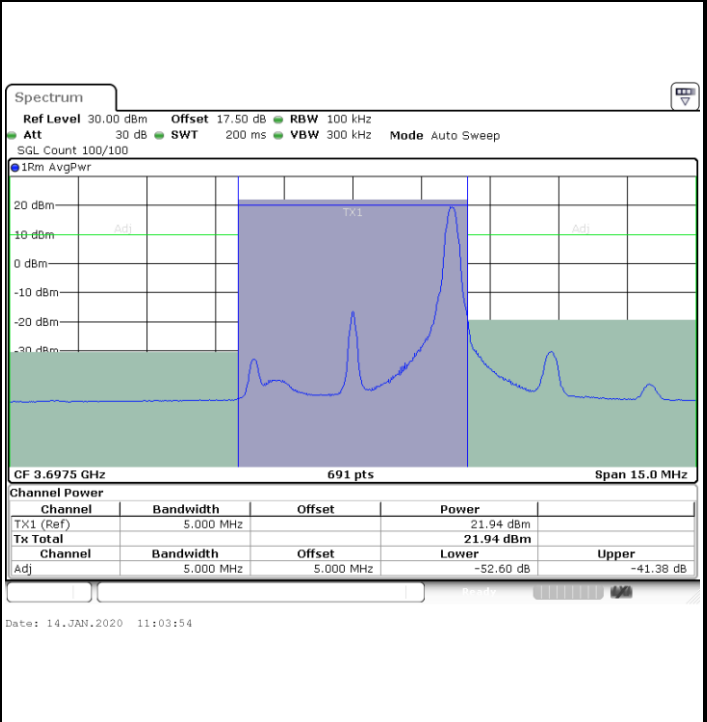 Spectrum
Ref Level 30.00 dBm Offset 17.50 dB RBW 100 kHz
Att 30 dB SWT 200 ms VBW 300 kHz Mode Auto Sweep
SGL Count 100/100
1Rm AvgPwr
20 dBm
TX1
Adj
Adj
10 dBm
0 dBm
-10 dBm
-20 dBm
-30 dBm
CF 3.6975 GHz 691 pts Span 15.0 MHz
Channel Power
Channel Bandwidth Offset Power
TX1 (Ref) 5.000 MHz 21.94 dBm
Tx Total 21.94 dBm
Channel Bandwidth Offset Lower Upper
Adj 5.000 MHz 5.000 MHz -52.60 dB -41.38 dB
Ready
Date: 14.JAN.2020 11:03:54